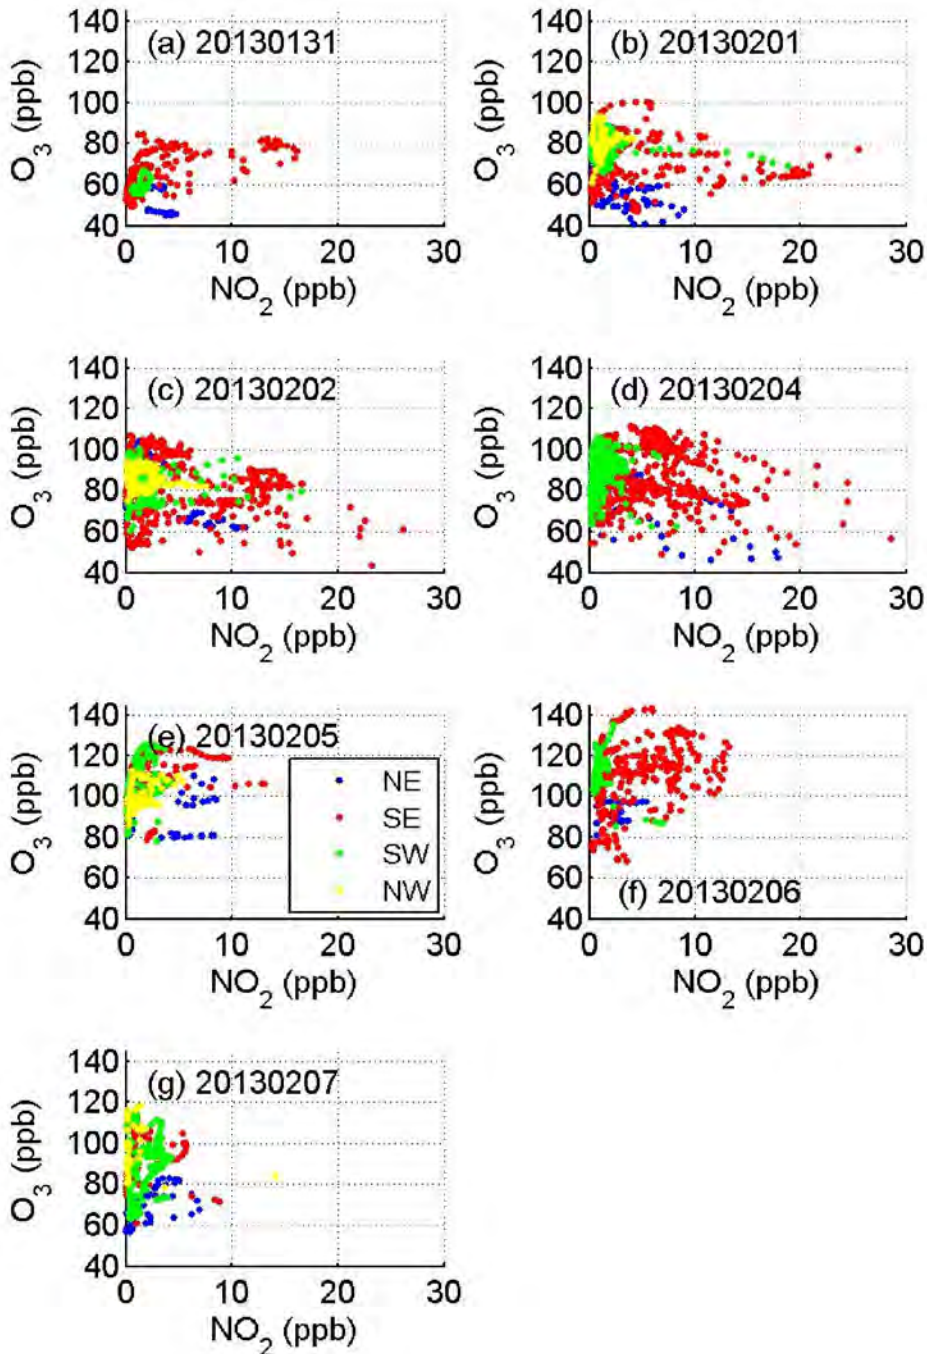 (a) 20130131
140
120
100
80
60
40
O3 (ppb)
0 10 20 30
NO2 (ppb)
(b) 20130201
140
120
100
80
60
40
O3 (ppb)
0 10 20 30
NO2 (ppb)
(c) 20130202
140
120
100
80
60
40
O3 (ppb)
0 10 20 30
NO2 (ppb)
(d) 20130204
140
120
100
80
60
40
O3 (ppb)
0 10 20 30
NO2 (ppb)
(e) 20130205
140
120
100
80
60
40
O3 (ppb)
NE
SE
SW
NW
0 10 20 30
NO2 (ppb)
140
120
100
80
60
40
O3 (ppb)
(f) 20130206
0 10 20 30
NO2 (ppb)
(g) 20130207
140
120
100
80
60
40
O3 (ppb)
0 10 20 30
NO2 (ppb)